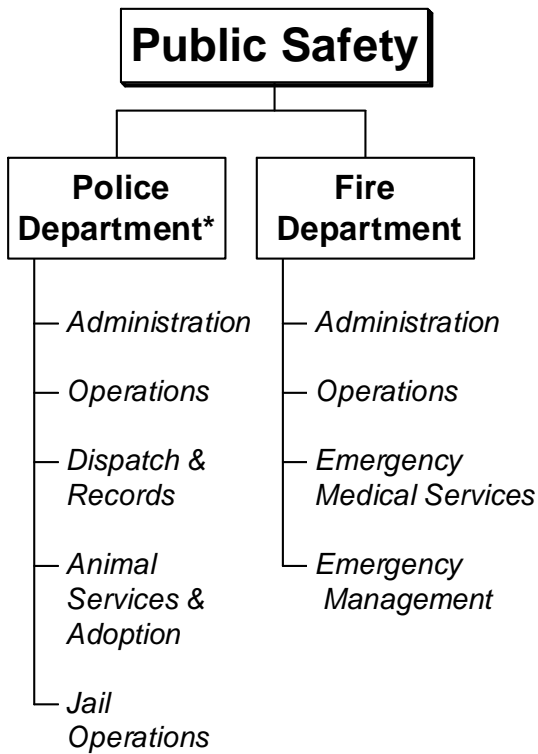 Public Safety
Police
Department*
Administration
Operations
Dispatch &
Records
Animal
Services &
Adoption
Jail
Operations
Fire
Department
Administration
Operations
Emergency
Medical Services
Emergency
Management